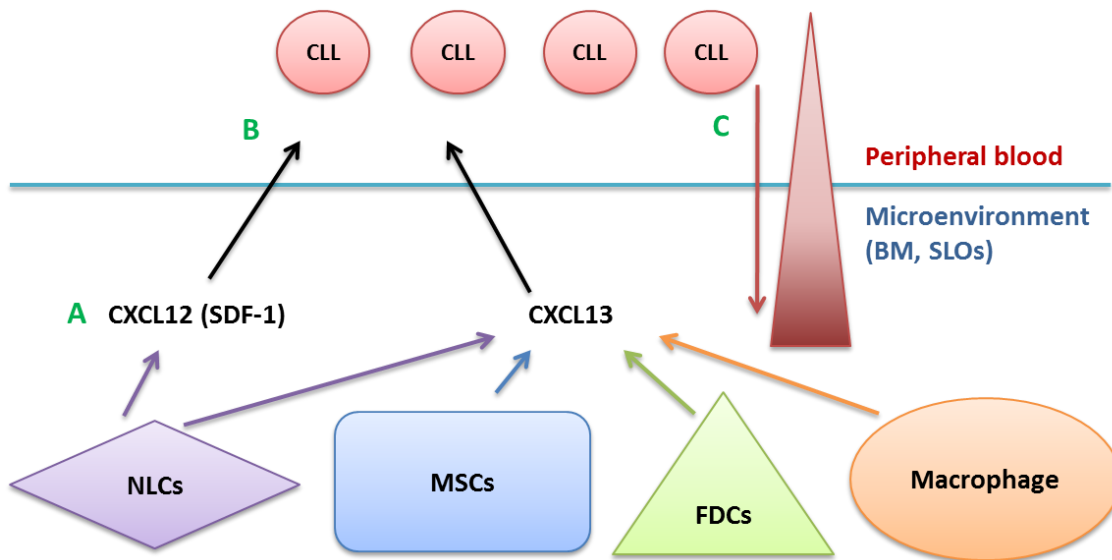 CLL
CLL
CLL
CLL
B
C
Peripheral blood
Microenvironment
(BM, SLOs)
A
CXCL12 (SDF-1)
CXCL13
NLCs
MSCs
FDCs
Macrophage